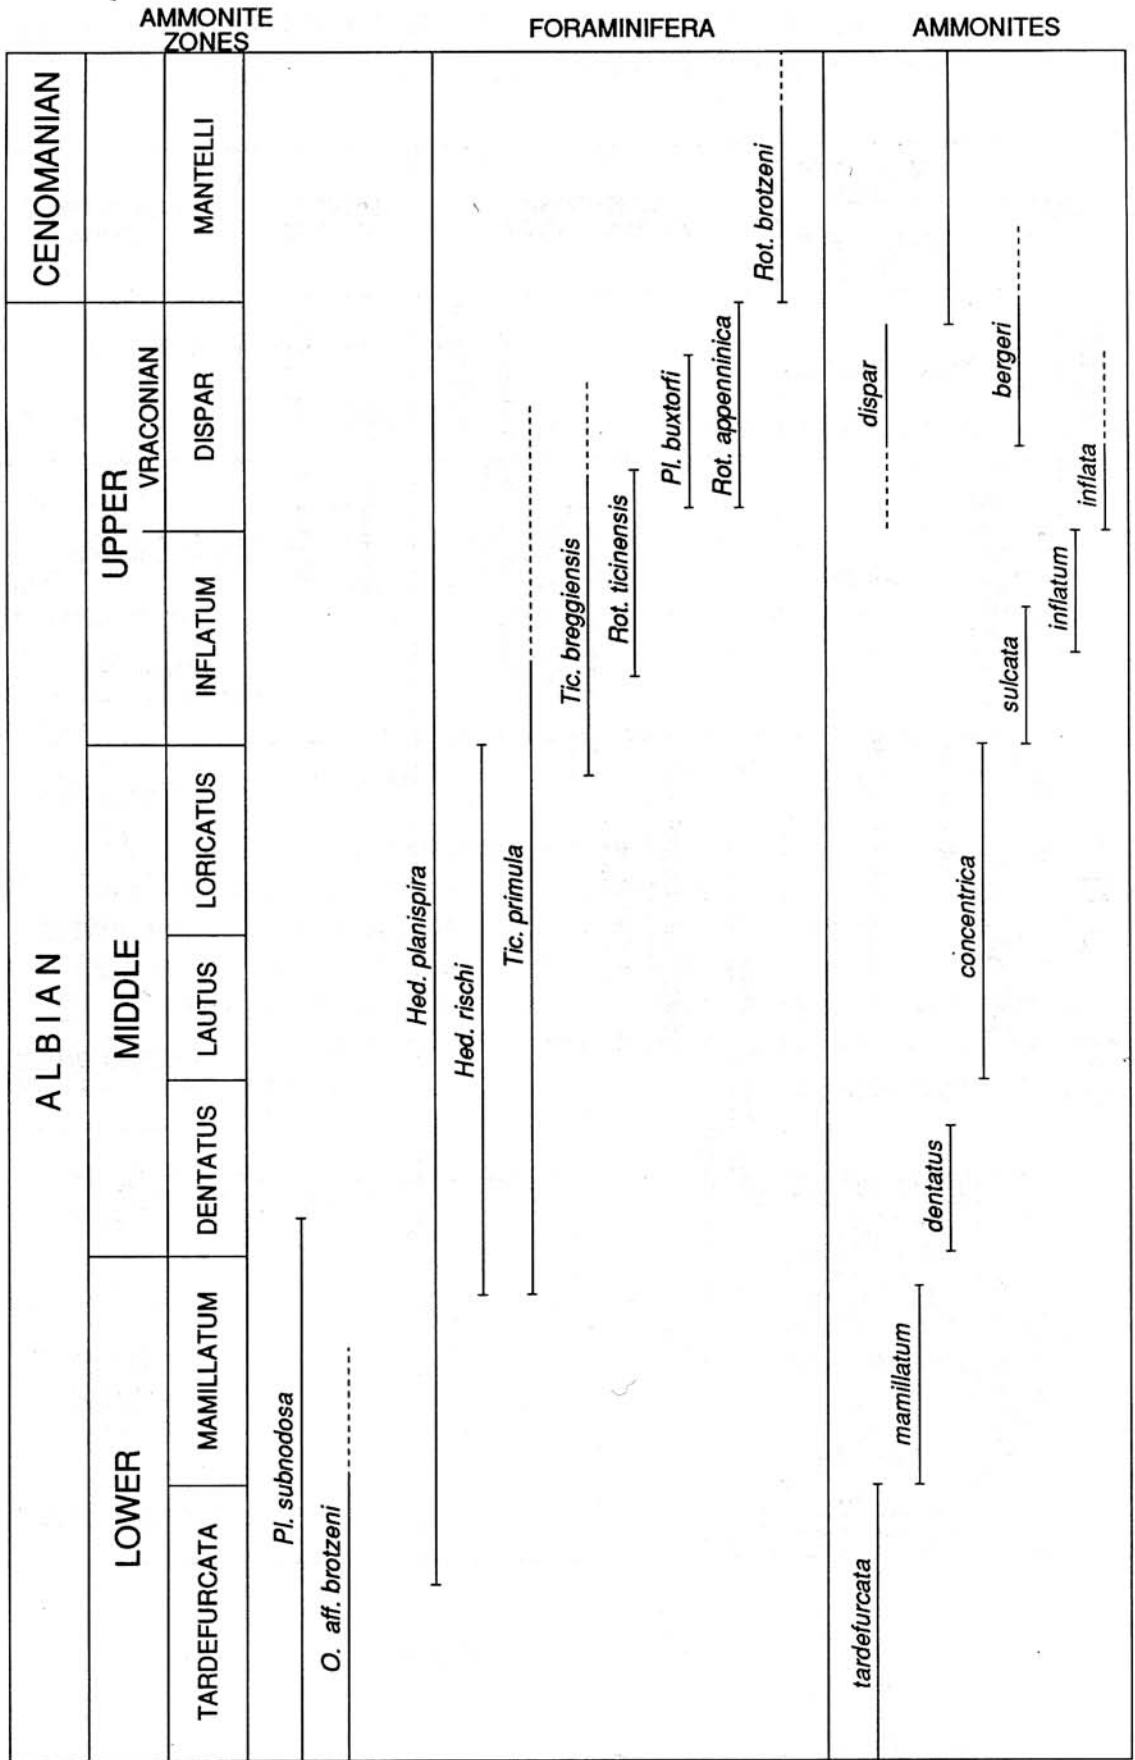 AMMONITE
ZONES
FORAMINIFERA
AMMONITES
CENOMANIAN
ALBIAN
UPPER
VRACONIAN
MIDDLE
LOWER
MANTELLI
DISPAR
INFLATUM
LORICATUS
LAUTUS
DENTATUS
MAMILLATUM
TARDEFURCATA
Pl. subnodosa
O. aff. brotzeni
Hed. planispira
Hed. rischi
Tic. primula
Tic. breggiensis
Rot. ticinensis
Pl. buxtorfi
Rot. appenninica
Rot. brotzeni
tardefurcata
dispar
mamillatum
dentatus
concentrica
bergeri
sulcata
inflatum
inflata